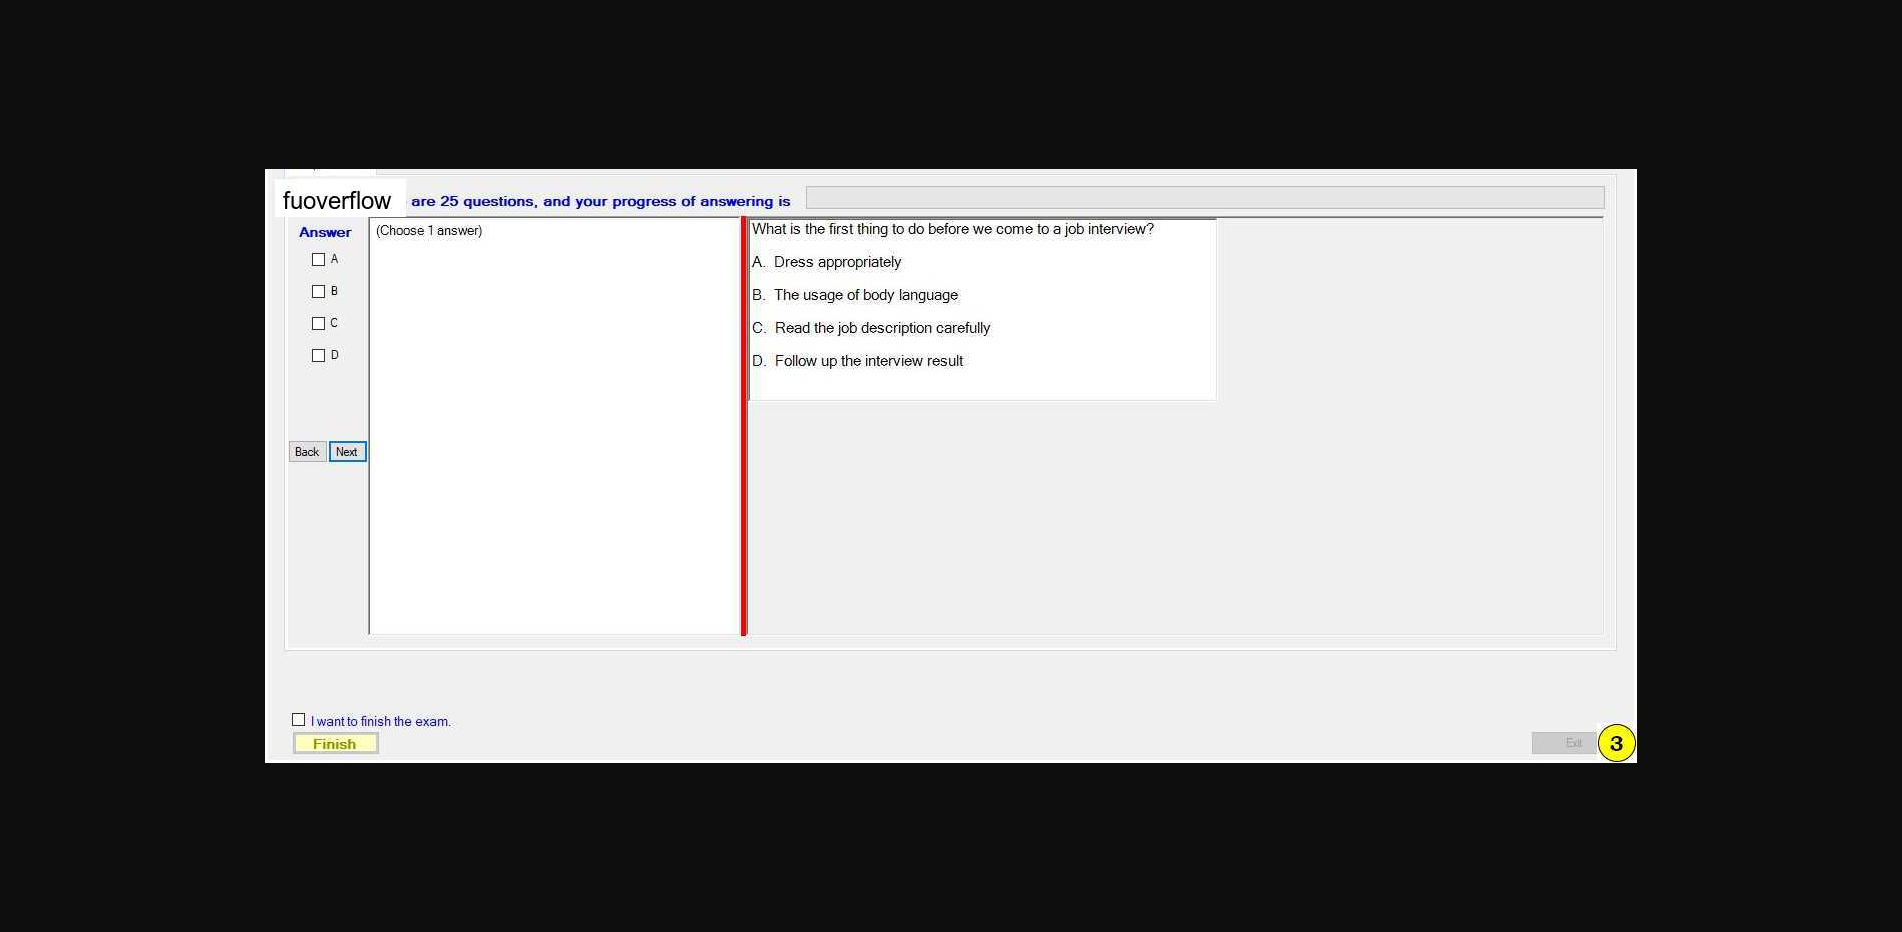 fuoverflow are 25 questions, and your progress of answering is
Answer
(Choose 1 answer)
A
B
C
D
Back Next
What is the first thing to do before we come to a job interview?
A. Dress appropriately
B. The usage of body language
C. Read the job description carefully
D. Follow up the interview result
I want to finish the exam.
Finish
Exit
3